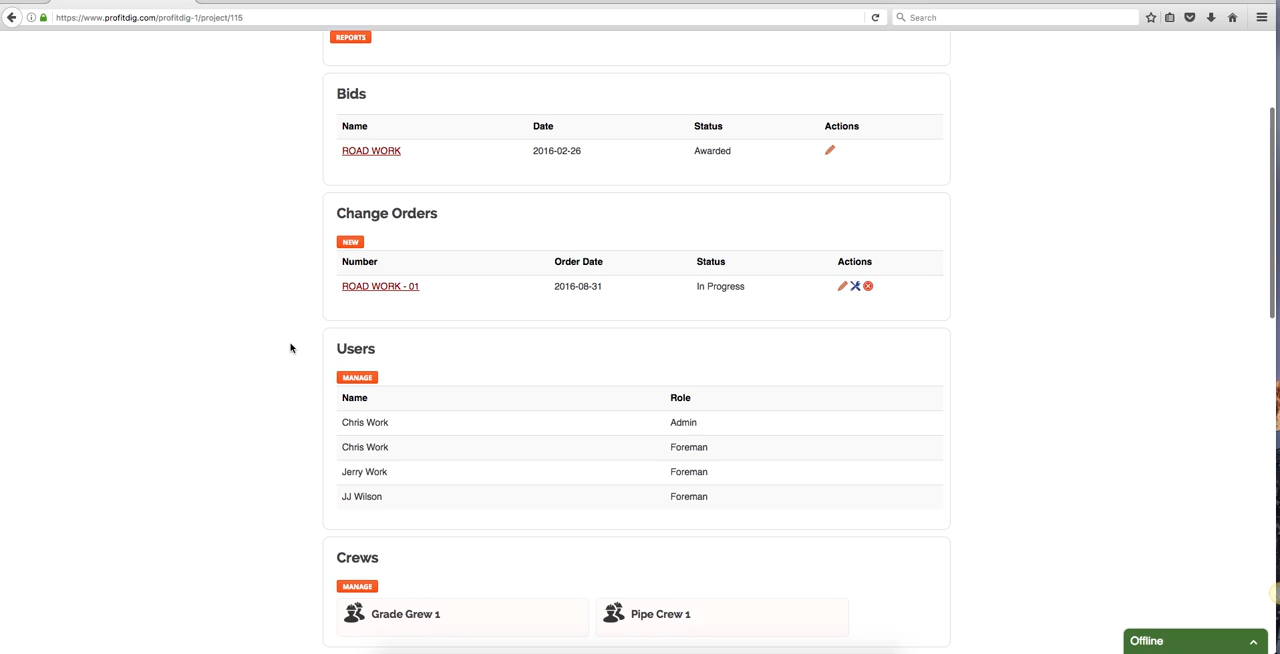 https://www.profitdig.com/profitdig-1/project/115
Search
REPORTS
Bids
Name Date Status Actions
ROAD WORK 2016-02-26 Awarded
Change Orders
NEW
Number Order Date Status Actions
ROAD WORK - 01 2016-08-31 In Progress
Users
MANAGE
Name Role
Chris Work Admin
Chris Work Foreman
Jerry Work Foreman
JJ Wilson Foreman
Crews
MANAGE
Grade Grew 1 Pipe Crew 1
Offline